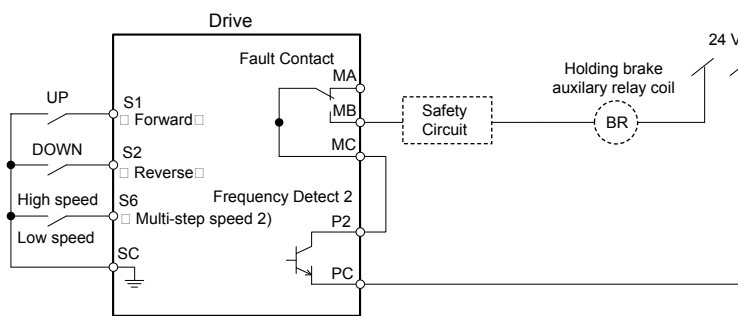 Drive
24 V
Fault Contact
MA
Holding brake
auxilary relay coil
UP
S1
MB
□ Forward□
Safety
Circuit
BR
DOWN
S2
MC
□ Reverse□
High speed
S6
Frequency Detect 2
□ Multi-step speed 2)
P2
Low speed
SC
PC